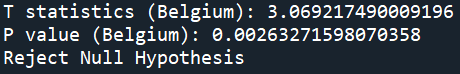 T statistics (Belgium): 3.069217490009196
P value (Belgium): 0.00263271598070358
Reject Null Hypothesis